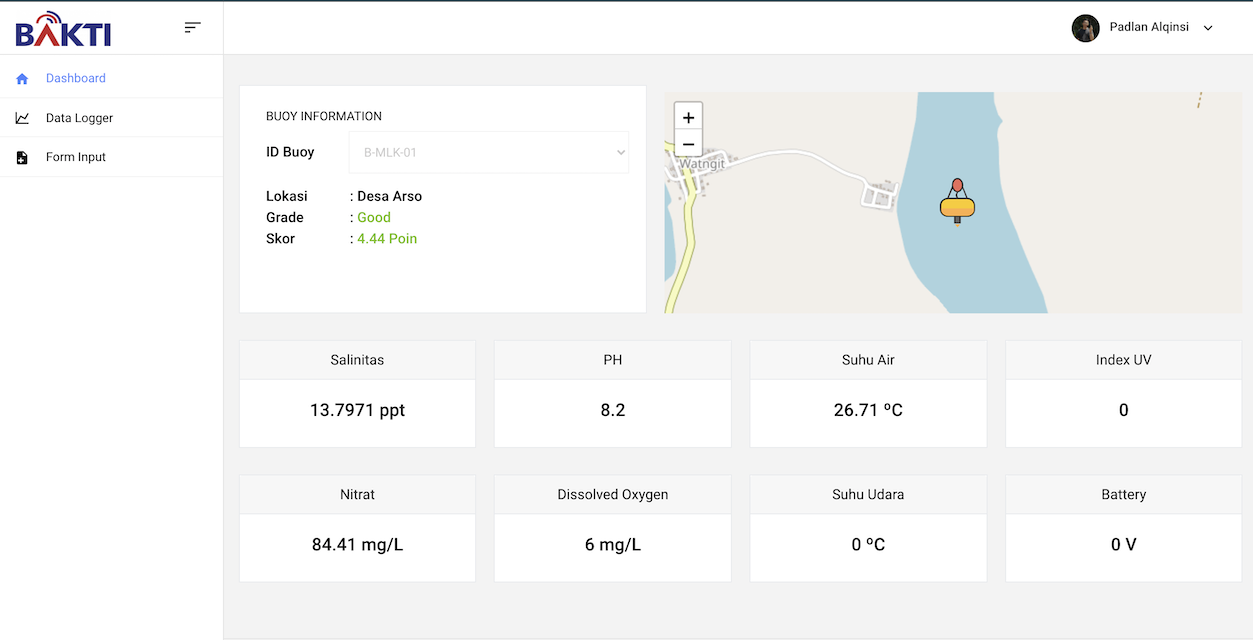 BAKTI
Padlan Alqinsi
Dashboard
Data Logger
Form Input
BUOY INFORMATION
ID Buoy B-MLK-01
Lokasi : Desa Arso
Grade : Good
Skor : 4.44 Poin
+
−
Watngit
Salinitas PH Suhu Air Index UV
13.7971 ppt 8.2 26.71 ºC 0
Nitrat Dissolved Oxygen Suhu Udara Battery
84.41 mg/L 6 mg/L 0 ºC 0 V